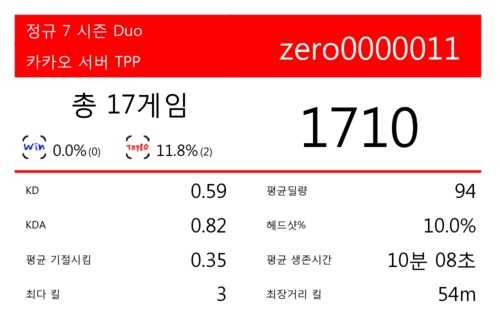 정규 7 시즌 Duo
카카오 서버 TPP
zero0000011
총 17게임
Win 0.0% (0)
TOP10 11.8% (2)
1710
KD 0.59
평균딜량 94
KDA 0.82
헤드샷% 10.0%
평균 기절시킴 0.35
평균 생존시간 10분 08초
최다 킬 3
최장거리 킬 54m